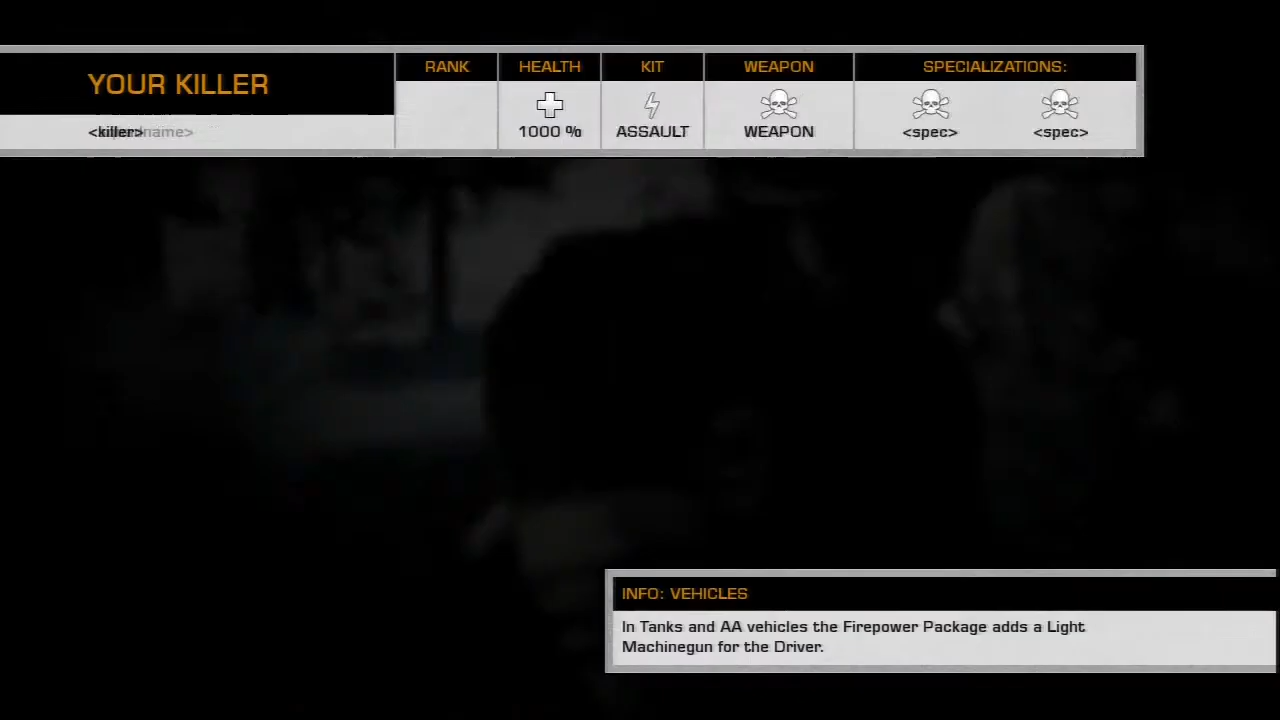 YOUR KILLER
RANK
HEALTH
KIT
WEAPON
SPECIALIZATIONS:
<killer>
name>
1000 %
ASSAULT
WEAPON
<spec>
<spec>
INFO: VEHICLES
In Tanks and AA vehicles the Firepower Package adds a Light
Machinegun for the Driver.